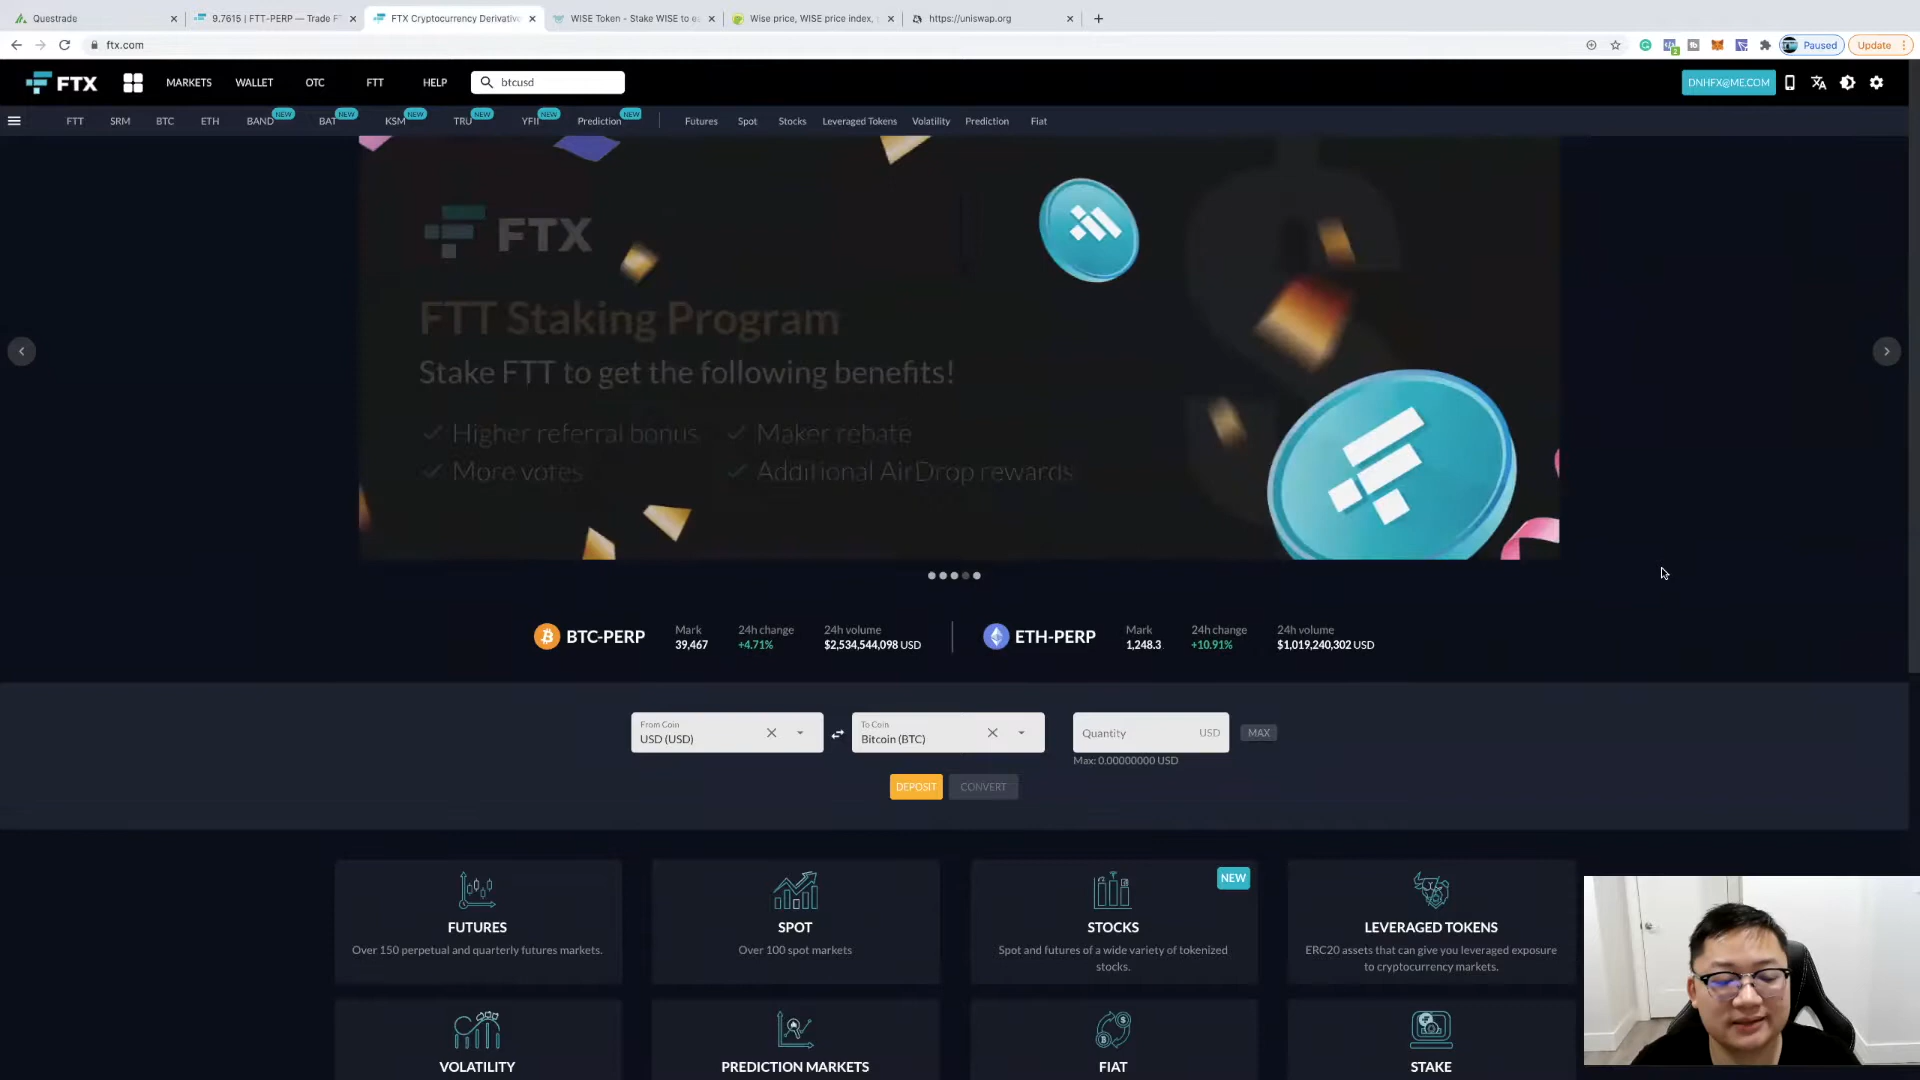 Questrade
9.7615 | FTT-PERP — Trade FT
FTX Cryptocurrency Derivativ
WISE Token - Stake WISE to e
Wise price, WISE price index,
https://uniswap.org
ftx.com
Paused
Update
FTX
MARKETS
WALLET
OTC
FTT
HELP
btcusd
DNHFX@ME.COM
FTT
SRM
BTC
ETH
BAND NEW
BAT NEW
KSM NEW
TRU NEW
YFII NEW
Prediction NEW
Futures
Spot
Stocks
Leveraged Tokens
Volatility
Prediction
Fiat
FTX
FTT Staking Program
Stake FTT to get the following benefits!
Higher referral bonus
Maker rebate
More votes
Additional AirDrop rewards
BTC-PERP
Mark
39,467
24h change
+4.71%
24h volume
$2,534,544,098 USD
ETH-PERP
Mark
1,248.3
24h change
+10.91%
24h volume
$1,019,240,302 USD
From Coin
USD (USD)
To Coin
Bitcoin (BTC)
Quantity
USD
MAX
Max: 0.00000000 USD
DEPOSIT
CONVERT
FUTURES
Over 150 perpetual and quarterly futures markets.
SPOT
Over 100 spot markets
NEW
STOCKS
Spot and futures of a wide variety of tokenized
stocks.
LEVERAGED TOKENS
ERC20 assets that can give you leveraged exposure
to cryptocurrency markets.
VOLATILITY
PREDICTION MARKETS
FIAT
STAKE